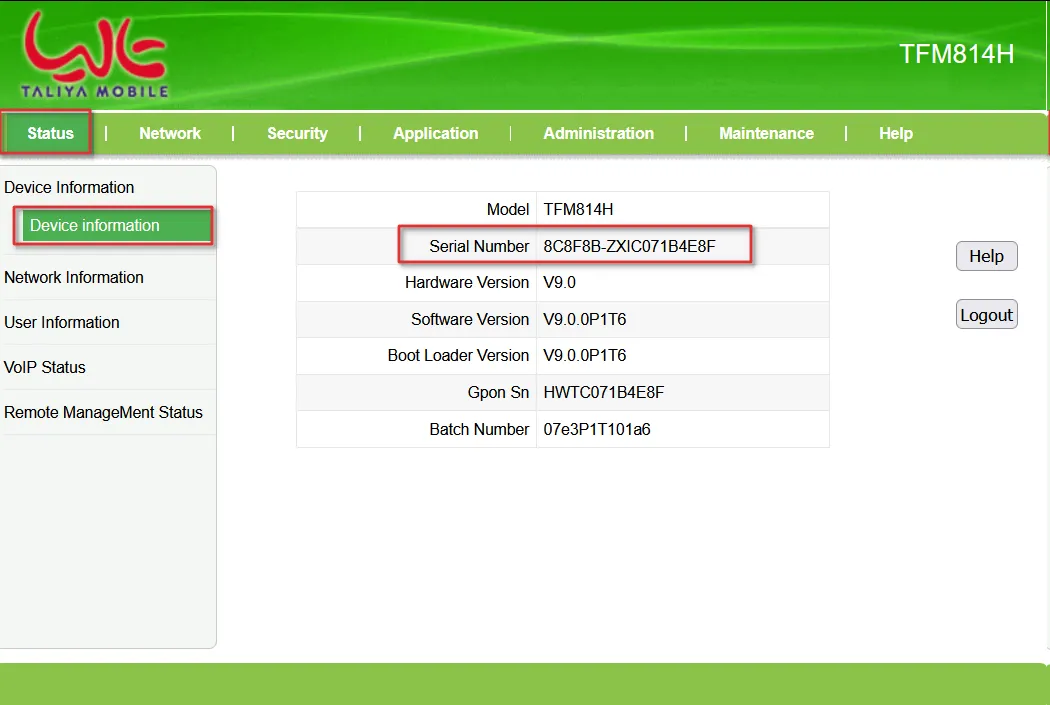 TALIYA MOBILE
TFM814H
Status | Network | Security | Application | Administration | Maintenance | Help
Device Information
Device information
Network Information
User Information
VoIP Status
Remote ManageMent Status
Model TFM814H
Serial Number 8C8F8B-ZXIC071B4E8F
Hardware Version V9.0
Software Version V9.0.0P1T6
Boot Loader Version V9.0.0P1T6
Gpon Sn HWTC071B4E8F
Batch Number 07e3P1T101a6
Help
Logout